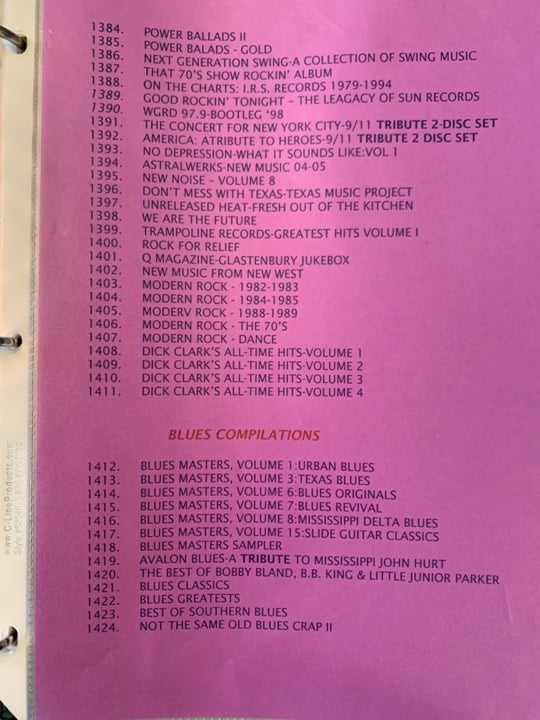 1384. POWER BALLADS II
1385. POWER BALADS - GOLD
1386. NEXT GENERATION SWING-A COLLECTION OF SWING MUSIC
1387. THAT 70'S SHOW ROCKIN' ALBUM
1388. ON THE CHARTS: I.R.S. RECORDS 1979-1994
1389. GOOD ROCKIN' TONIGHT - THE LEAGACY OF SUN RECORDS
1390. WGRD 97.9-BOOTLEG '98
1391. THE CONCERT FOR NEW YORK CITY-9/11 TRIBUTE 2-DISC SET
1392. AMERICA: ATRIBUTE TO HEROES-9/11 TRIBUTE 2 DISC SET
1393. NO DEPRESSION-WHAT IT SOUNDS LIKE:VOL 1
1394. ASTRALWERKS-NEW MUSIC 04-05
1395. NEW NOISE - VOLUME 8
1396. DON'T MESS WITH TEXAS-TEXAS MUSIC PROJECT
1397. UNRELEASED HEAT-FRESH OUT OF THE KITCHEN
1398. WE ARE THE FUTURE
1399. TRAMPOLINE RECORDS-GREATEST HITS VOLUME I
1400. ROCK FOR RELIEF
1401. Q MAGAZINE-GLASTENBURY JUKEBOX
1402. NEW MUSIC FROM NEW WEST
1403. MODERN ROCK - 1982-1983
1404. MODERN ROCK - 1984-1985
1405. MODERV ROCK - 1988-1989
1406. MODERN ROCK - THE 70'S
1407. MODERN ROCK - DANCE
1408. DICK CLARK'S ALL-TIME HITS-VOLUME 1
1409. DICK CLARK'S ALL-TIME HITS-VOLUME 2
1410. DICK CLARK'S ALL-TIME HITS-VOLUME 3
1411. DICK CLARK'S ALL-TIME HITS-VOLUME 4
BLUES COMPILATIONS
1412. BLUES MASTERS, VOLUME 1:URBAN BLUES
1413. BLUES MASTERS, VOLUME 3:TEXAS BLUES
1414. BLUES MASTERS, VOLUME 6:BLUES ORIGINALS
1415. BLUES MASTERS, VOLUME 7:BLUES REVIVAL
1416. BLUES MASTERS, VOLUME 8:MISSISSIPPI DELTA BLUES
1417. BLUES MASTERS, VOLUME 15:SLIDE GUITAR CLASSICS
1418. BLUES MASTERS SAMPLER
1419. AVALON BLUES-A TRIBUTE TO MISSISSIPPI JOHN HURT
1420. THE BEST OF BOBBY BLAND, B.B. KING & LITTLE JUNIOR PARKER
1421. BLUES CLASSICS
1422. BLUES GREATESTS
1423. BEST OF SOUTHERN BLUES
1424. NOT THE SAME OLD BLUES CRAP II
www.C-LineProducts.com